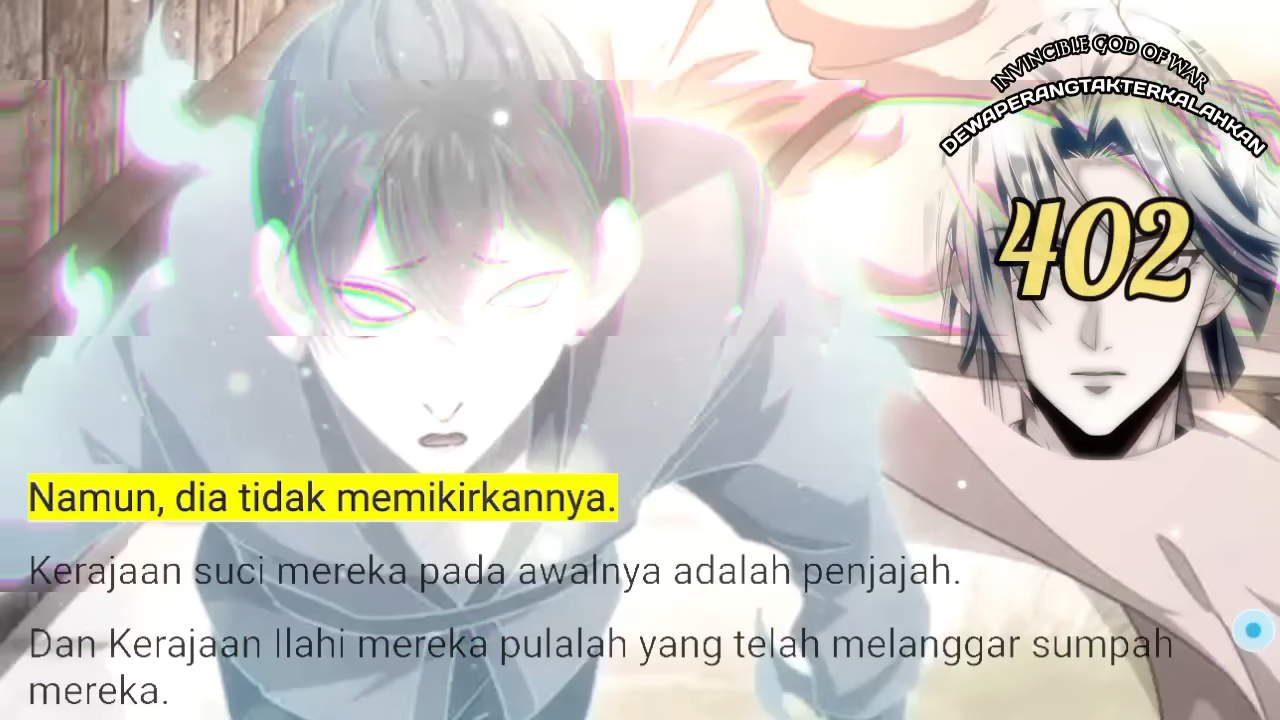 INVINCIBLE GOD OF WAR
DEWAPERANGTAKTERKALAHKAN
402
Namun, dia tidak memikirkannya.
Kerajaan suci mereka pada awalnya adalah penjajah.
Dan Kerajaan Ilahi mereka pulalah yang telah melanggar sumpah
mereka.